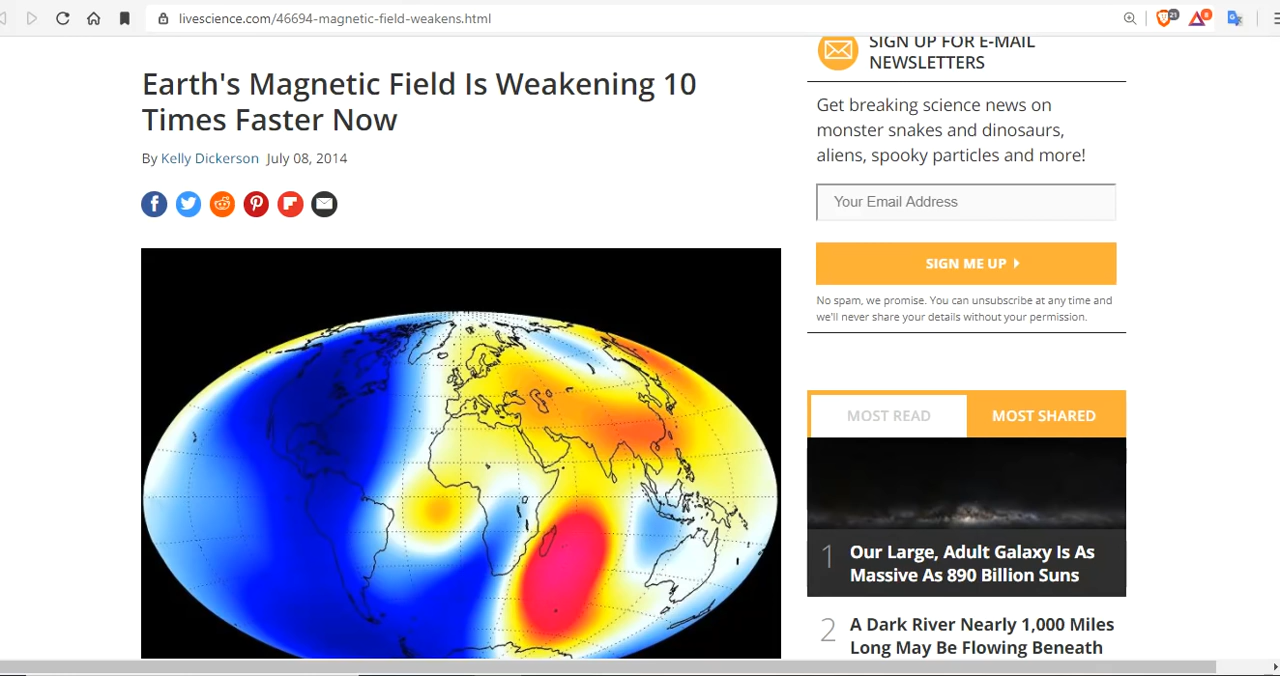 livescience.com/46694-magnetic-field-weakens.html
21
8
Earth's Magnetic Field Is Weakening 10
Times Faster Now
By Kelly Dickerson July 08, 2014
SIGN UP FOR E-MAIL
NEWSLETTERS
Get breaking science news on
monster snakes and dinosaurs,
aliens, spooky particles and more!
Your Email Address
SIGN ME UP
No spam, we promise. You can unsubscribe at any time and
we'll never share your details without your permission.
MOST READ
MOST SHARED
1
Our Large, Adult Galaxy Is As
Massive As 890 Billion Suns
2
A Dark River Nearly 1,000 Miles
Long May Be Flowing Beneath